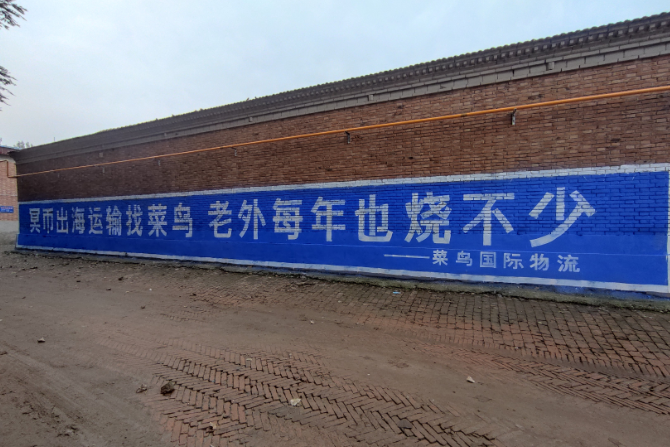 冥币出海运输找菜鸟 老外每年也烧不少
——菜鸟国际物流